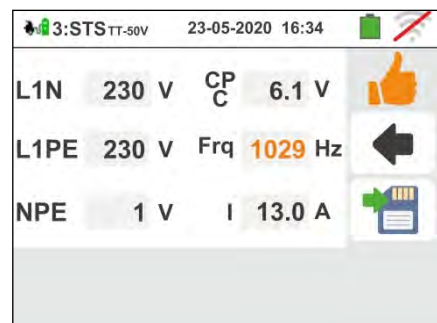 3:STS TT-50V 23-05-2020 16:34
L1N 230 V CP C 6.1 V
L1PE 230 V Frq 1029 Hz
NPE 1 V I 13.0 A